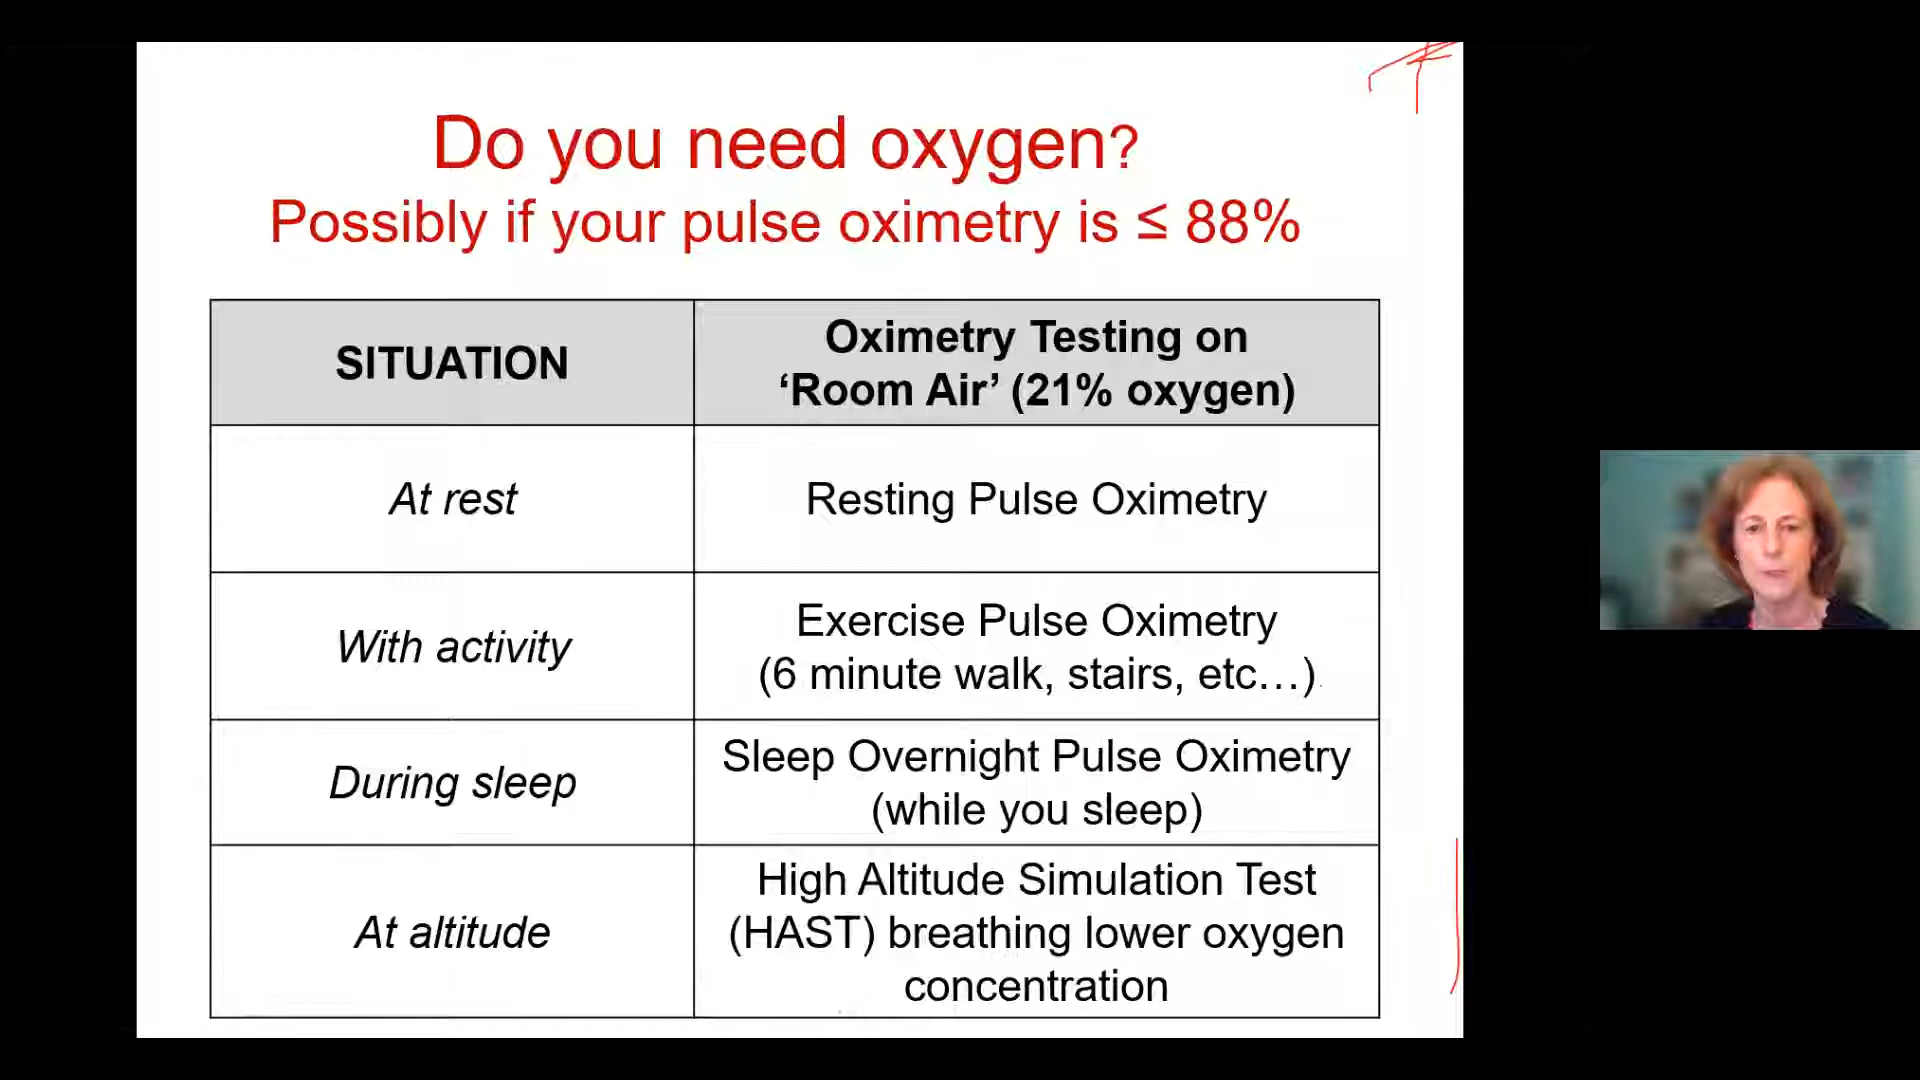 Do you need oxygen?
Possibly if your pulse oximetry is ≤ 88%
SITUATION
Oximetry Testing on
‘Room Air’ (21% oxygen)
At rest
Resting Pulse Oximetry
With activity
Exercise Pulse Oximetry
(6 minute walk, stairs, etc…)
During sleep
Sleep Overnight Pulse Oximetry
(while you sleep)
At altitude
High Altitude Simulation Test
(HAST) breathing lower oxygen
concentration